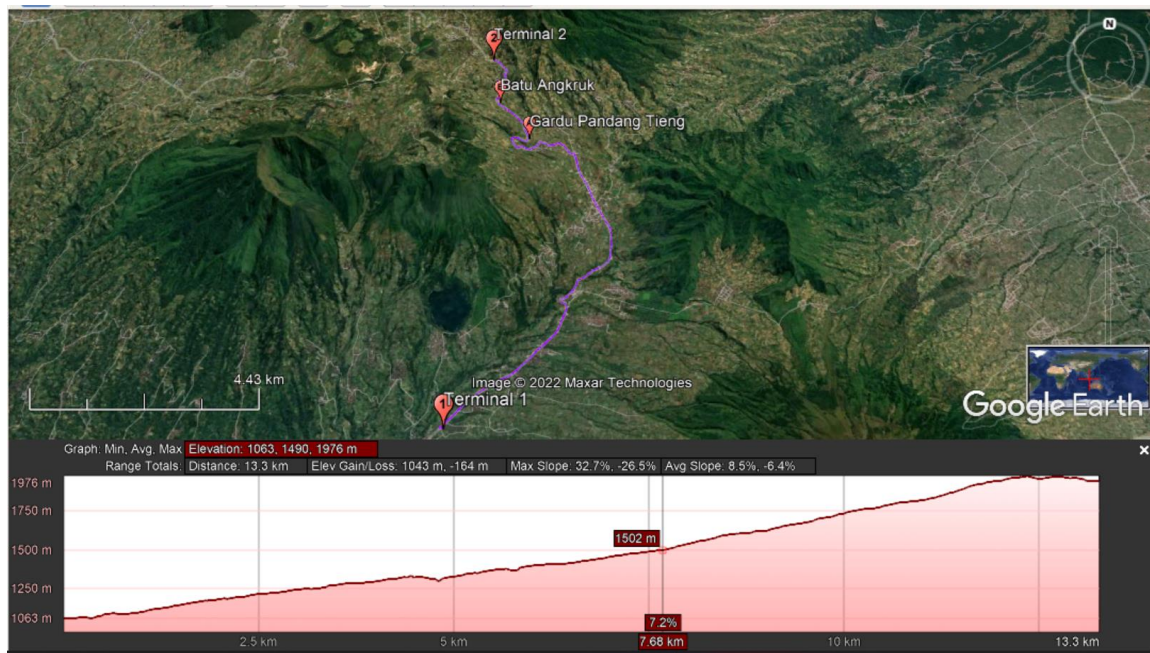 N
2
Terminal 2
Batu Angkruk
Gardu Pandang Tieng
4.43 km
Image © 2022 Maxar Technologies
1
Terminal 1
Google Earth
Graph: Min, Avg, Max Elevation: 1063, 1490, 1976 m
Range Totals: Distance: 13.3 km Elev Gain/Loss: 1043 m, -164 m Max Slope: 32.7%, -26.5% Avg Slope: 8.5%, -6.4%
1976 m
1750 m
1500 m
1250 m
1063 m
1502 m
7.2%
2.5 km 5 km 7.68 km 10 km 13.3 km